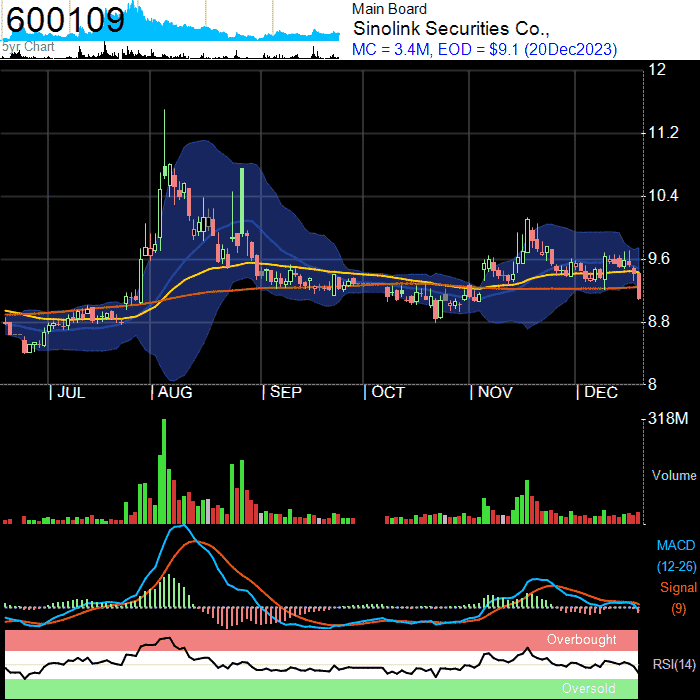 600109
5yr Chart
Main Board
Sinolink Securities Co.,
MC = 3.4M, EOD = $9.1 (20Dec2023)
12
11.2
10.4
9.6
8.8
8
JUL AUG SEP OCT NOV DEC
318M
Volume
MACD
(12-26)
Signal
(9)
Overbought
RSI(14)
Oversold